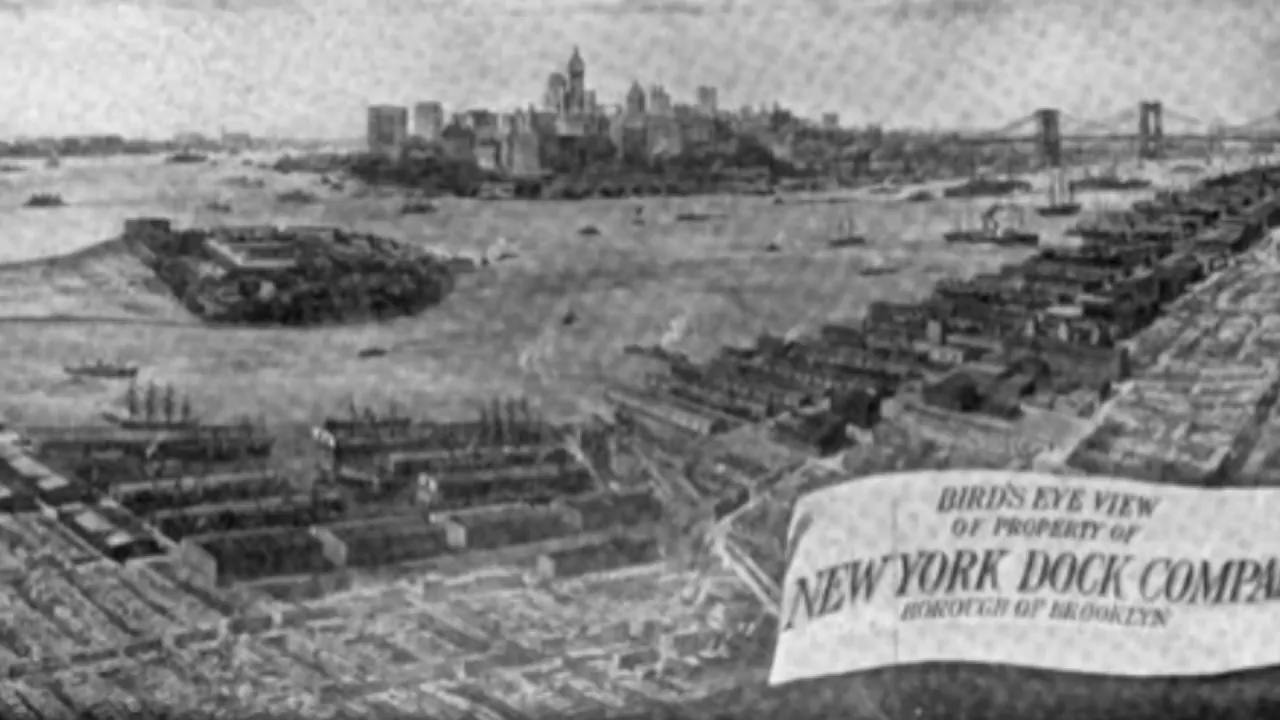 BIRD'S EYE VIEW
OF PROPERTY OF
NEW YORK DOCK COMPA
BOROUGH OF BROOKLYN